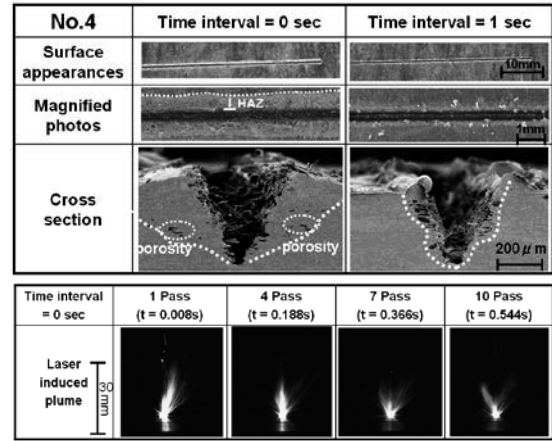 No.4
Time interval = 0 sec
Time interval = 1 sec
Surface
appearances
10mm
Magnified
photos
HAZ
1mm
Cross
section
porosity
porosity
200 μ m
Time interval
= 0 sec
1 Pass
(t = 0.008s)
4 Pass
(t = 0.188s)
7 Pass
(t = 0.366s)
10 Pass
(t = 0.544s)
Laser
induced
plume
30
mm